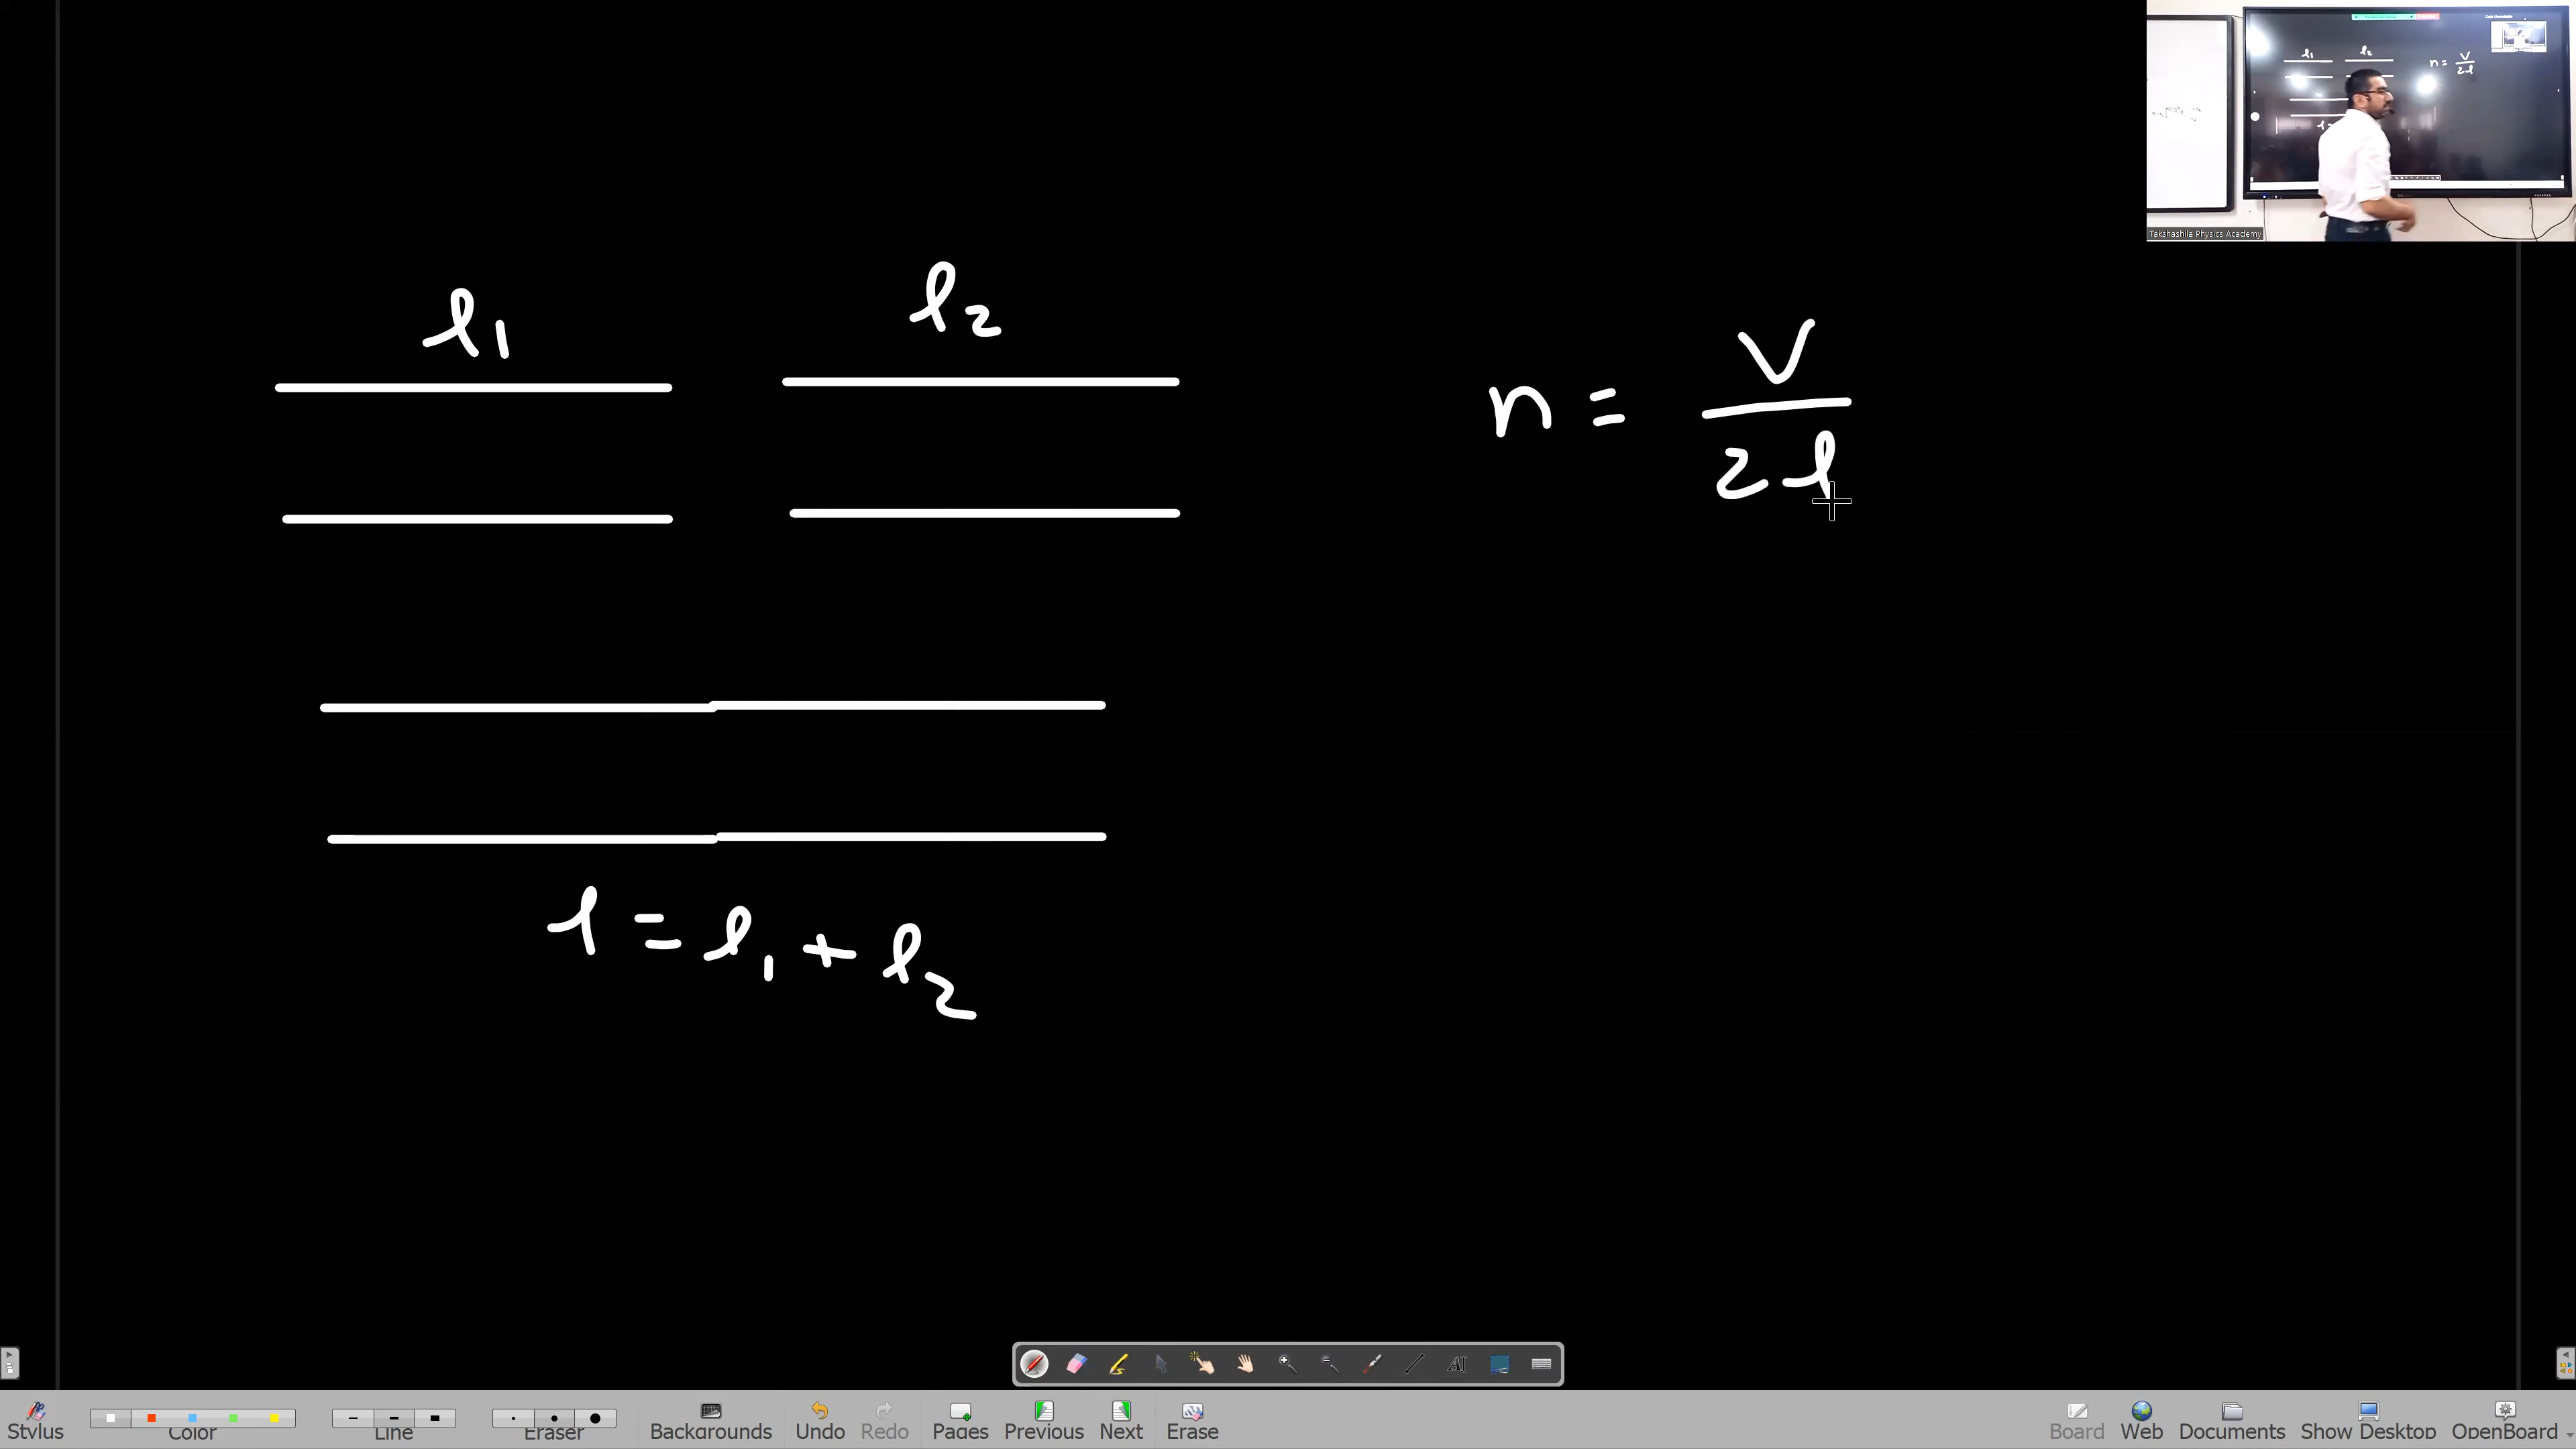 l₁ l₂
n = V / 2l
l = l₁ + l₂
Takshashila Physics Academy
Stylus Color Line Eraser Backgrounds Undo Redo Pages Previous Next Erase Board Web Documents Show Desktop OpenBoard